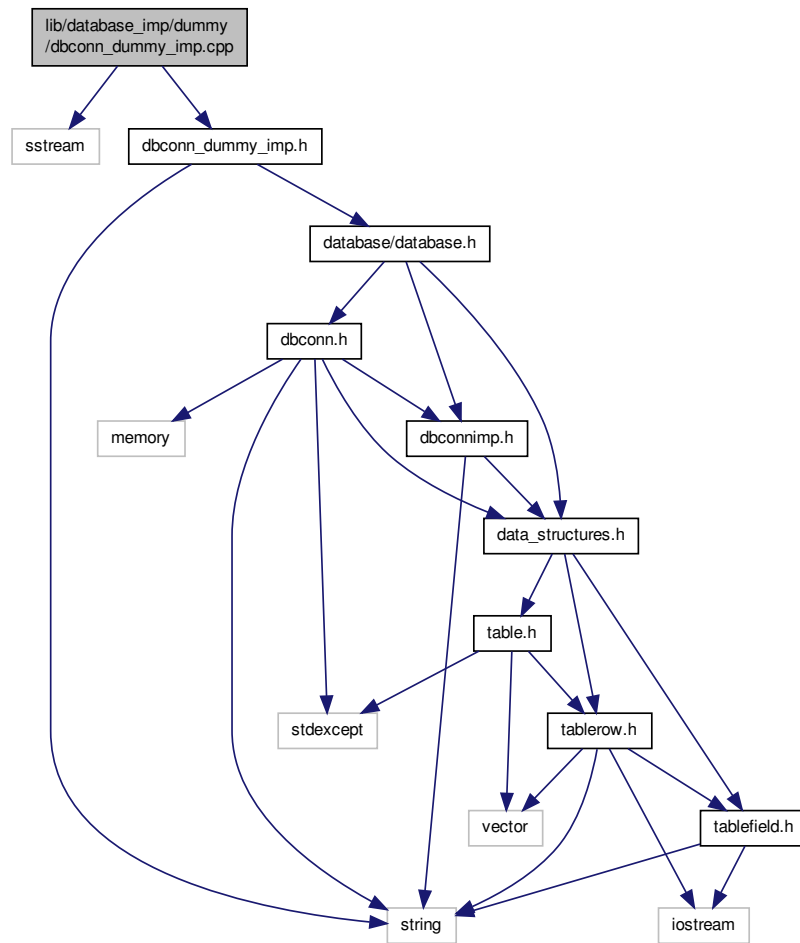 lib/database_imp/dummy
/dbconn_dummy_imp.cpp
sstream
dbconn_dummy_imp.h
database/database.h
dbconn.h
memory
dbconnimp.h
data_structures.h
table.h
stdexcept
tablerow.h
vector
tablefield.h
string
iostream